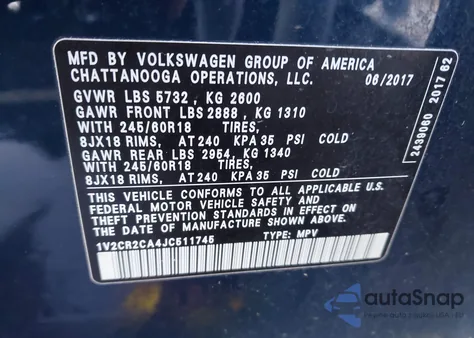 MFD BY VOLKSWAGEN GROUP OF AMERICA
CHATTANOOGA OPERATIONS, LLC. 06/2017
GVWR LBS 5732 , KG 2600
GAWR FRONT LBS 2888 , KG 1310
WITH 245/60R18 TIRES,
8JX18 RIMS, AT 240 KPA 35 PSI COLD
GAWR REAR LBS 2954, KG 1340
WITH 245/60R18 TIRES,
8JX18 RIMS, AT 240 KPA 35 PSI COLD
THIS VEHICLE CONFORMS TO ALL APPLICABLE U.S.
FEDERAL MOTOR VEHICLE SAFETY, BUMPER, AND
THEFT PREVENTION STANDARDS IN EFFECT ON
THE DATE OF MANUFACTURE SHOWN ABOVE.
1V2CR2CA4JC511745 TYPE: MPV
2439060 2017 62
autoSnap